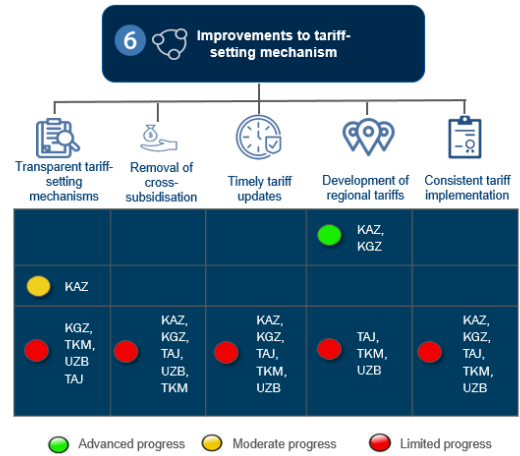 6
Improvements to tariff-
setting mechanism
Transparent tariff-
setting
mechanisms
Removal of
cross-
subsidisation
Timely tariff
updates
Development of
regional tariffs
Consistent tariff
implementation
KAZ,
KGZ
KAZ
KGZ,
TKM,
UZB
TAJ
KAZ,
KGZ,
TAJ,
UZB,
TKM
KAZ,
KGZ,
TAJ,
TKM,
UZB
TAJ,
TKM,
UZB
KAZ,
KGZ,
TAJ,
TKM,
UZB
Advanced progress
Moderate progress
Limited progress